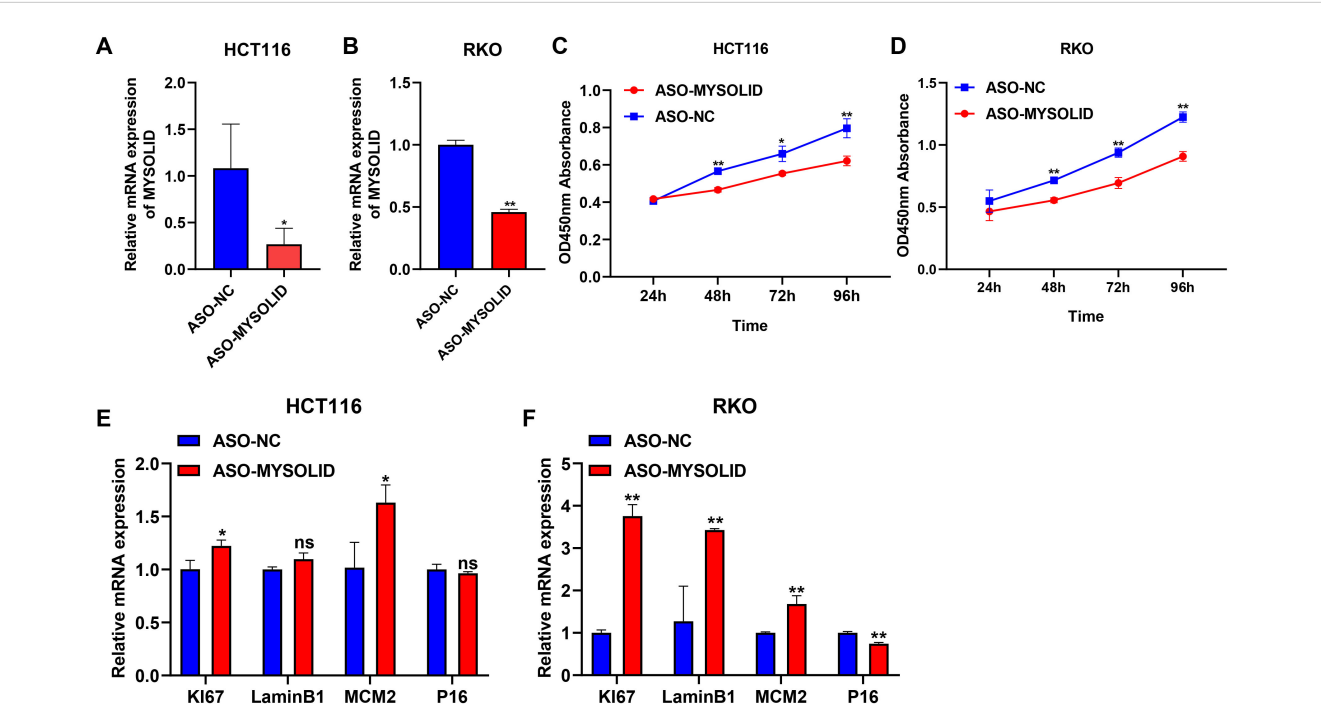 A
HCT116
Relative mRNA expression
of MYSOLID
2.0
1.5
1.0
0.5
0.0
*
ASO-NC
ASO-MYSOLID
B
RKO
Relative mRNA expression
of MYSOLID
1.5
1.0
0.5
0.0
**
ASO-NC
ASO-MYSOLID
C
HCT116
OD450nm Absorbance
1.0
0.8
0.6
0.4
0.2
0.0
ASO-MYSOLID
ASO-NC
** * **
24h 48h 72h 96h
Time
D
RKO
OD450nm Absorbance
1.5
1.0
0.5
0.0
ASO-NC
ASO-MYSOLID
** ** **
24h 48h 72h 96h
Time
E
HCT116
ASO-NC
ASO-MYSOLID
Relative mRNA expression
2.0
1.5
1.0
0.5
0.0
* ns * ns
KI67 LaminB1 MCM2 P16
F
RKO
ASO-NC
ASO-MYSOLID
Relative mRNA expression
5
4
3
2
1
0
** ** ** **
KI67 LaminB1 MCM2 P16